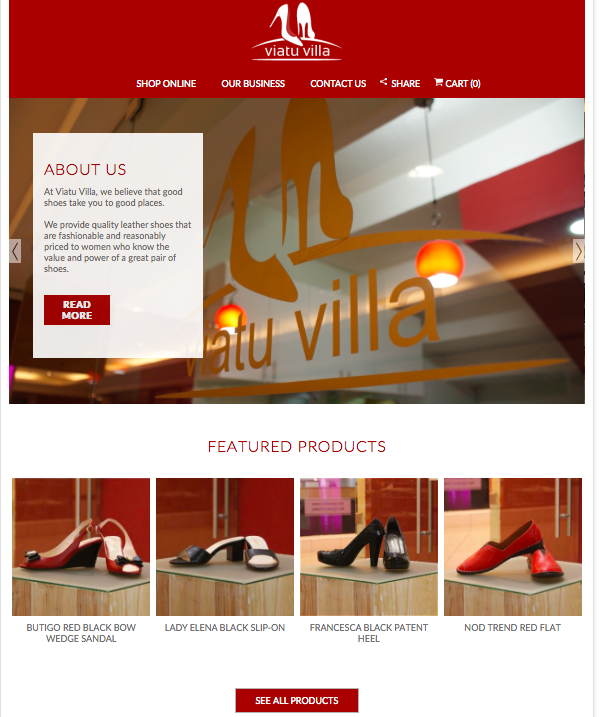 viatu villa
SHOP ONLINE OUR BUSINESS CONTACT US SHARE CART (0)
ABOUT US
At Viatu Villa, we believe that good
shoes take you to good places.
We provide quality leather shoes that
are fashionable and reasonably
priced to women who know the
value and power of a great pair of
shoes.
READ
MORE
viatu villa
FEATURED PRODUCTS
BUTIGO RED BLACK BOW
WEDGE SANDAL
LADY ELENA BLACK SLIP-ON
FRANCESCA BLACK PATENT
HEEL
NOD TREND RED FLAT
SEE ALL PRODUCTS